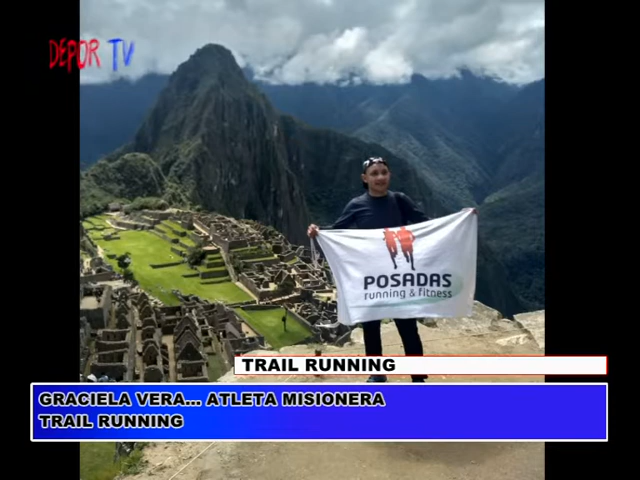 DEPOR TV
POSADAS
running & fitness
TRAIL RUNNING
GRACIELA VERA... ATLETA MISIONERA
TRAIL RUNNING